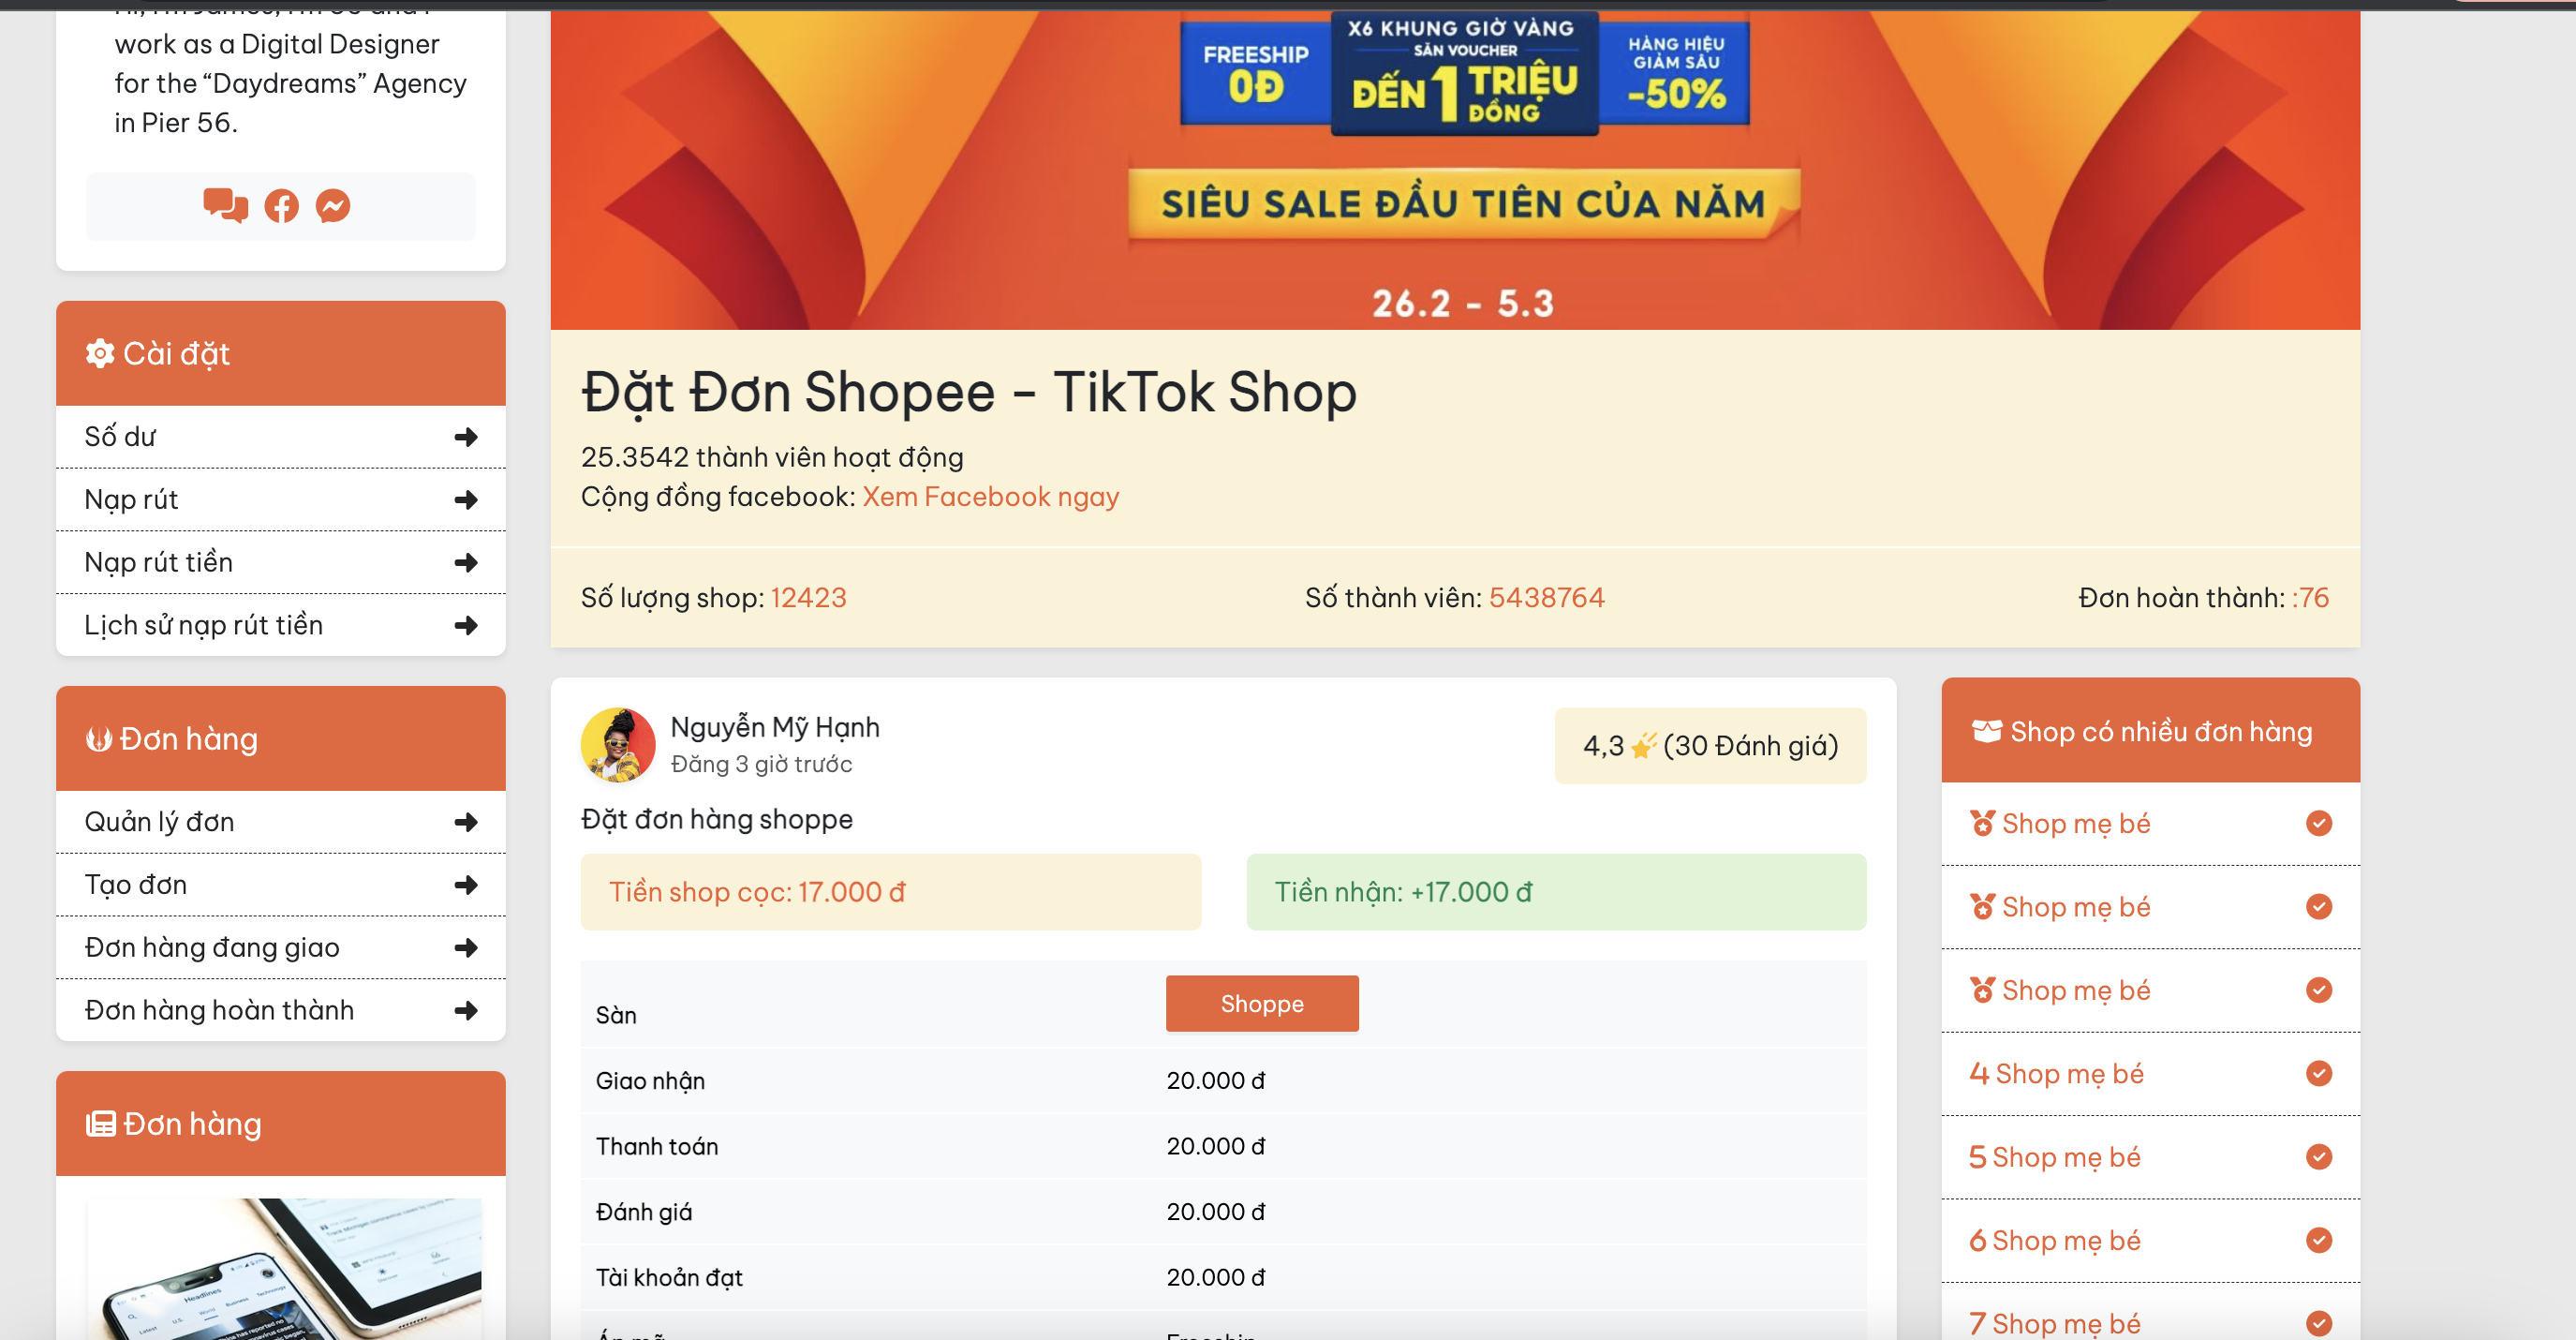 work as a Digital Designer
for the “Daydreams” Agency
in Pier 56.
Cài đặt
Số dư
Nạp rút
Nạp rút tiền
Lịch sử nạp rút tiền
Đơn hàng
Quản lý đơn
Tạo đơn
Đơn hàng đang giao
Đơn hàng hoàn thành
Đơn hàng
Headlines
FREESHIP
0Đ
X6 KHUNG GIỜ VÀNG
SĂN VOUCHER
ĐẾN 1 TRIỆU
ĐỒNG
HÀNG HIỆU
GIẢM SÂU
-50%
SIÊU SALE ĐẦU TIÊN CỦA NĂM
26.2 - 5.3
Đặt Đơn Shopee - TikTok Shop
25.3542 thành viên hoạt động
Cộng đồng facebook: Xem Facebook ngay
Số lượng shop: 12423
Số thành viên: 5438764
Đơn hoàn thành: :76
Nguyễn Mỹ Hạnh
Đăng 3 giờ trước
4,3 (30 Đánh giá)
Đặt đơn hàng shoppe
Tiền shop cọc: 17.000 đ
Tiền nhận: +17.000 đ
Sàn Shoppe
Giao nhận 20.000 đ
Thanh toán 20.000 đ
Đánh giá 20.000 đ
Tài khoản đạt 20.000 đ
Shop có nhiều đơn hàng
Shop mẹ bé
Shop mẹ bé
Shop mẹ bé
4 Shop mẹ bé
5 Shop mẹ bé
6 Shop mẹ bé
7 Shop mẹ bé